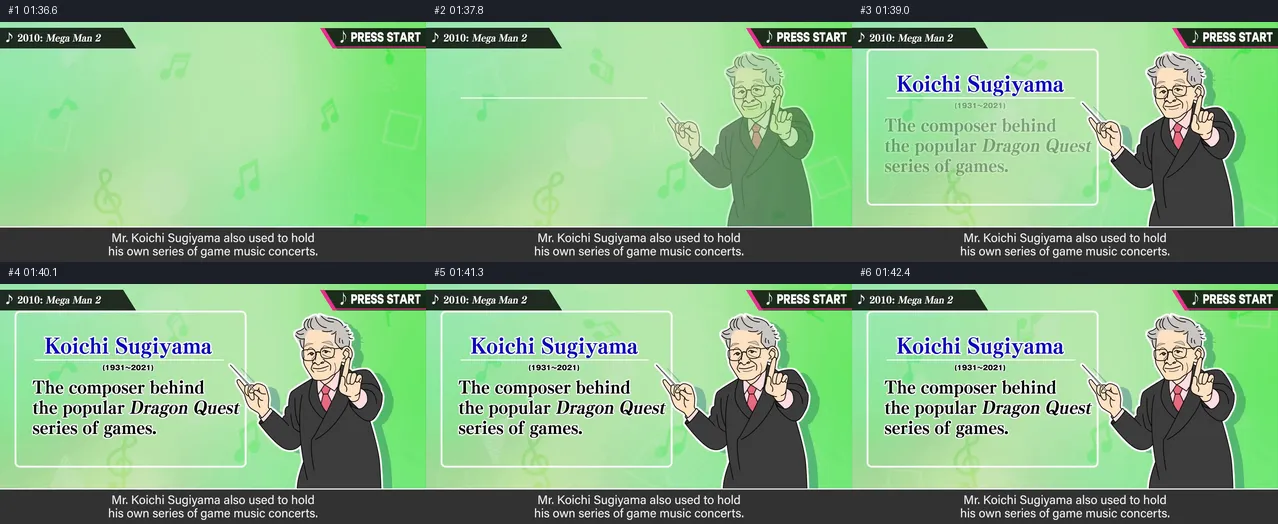 #1 01:36.6
♪ 2010: Mega Man 2
♪ PRESS START
Mr. Koichi Sugiyama also used to hold
his own series of game music concerts.
#2 01:37.8
♪ 2010: Mega Man 2
♪ PRESS START
Mr. Koichi Sugiyama also used to hold
his own series of game music concerts.
#3 01:39.0
♪ 2010: Mega Man 2
♪ PRESS START
Koichi Sugiyama
(1931~2021)
The composer behind
the popular Dragon Quest
series of games.
Mr. Koichi Sugiyama also used to hold
his own series of game music concerts.
#4 01:40.1
♪ 2010: Mega Man 2
♪ PRESS START
Koichi Sugiyama
(1931~2021)
The composer behind
the popular Dragon Quest
series of games.
Mr. Koichi Sugiyama also used to hold
his own series of game music concerts.
#5 01:41.3
♪ 2010: Mega Man 2
♪ PRESS START
Koichi Sugiyama
(1931~2021)
The composer behind
the popular Dragon Quest
series of games.
Mr. Koichi Sugiyama also used to hold
his own series of game music concerts.
#6 01:42.4
♪ 2010: Mega Man 2
♪ PRESS START
Koichi Sugiyama
(1931~2021)
The composer behind
the popular Dragon Quest
series of games.
Mr. Koichi Sugiyama also used to hold
his own series of game music concerts.